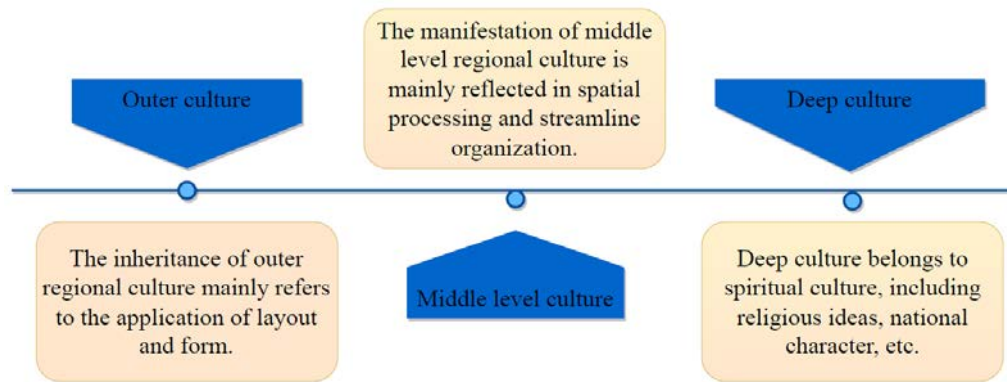 Outer culture
The inheritance of outer
regional culture mainly refers
to the application of layout
and form.
The manifestation of middle
level regional culture is
mainly reflected in spatial
processing and streamline
organization.
Middle level culture
Deep culture
Deep culture belongs to
spiritual culture, including
religious ideas, national
character, etc.